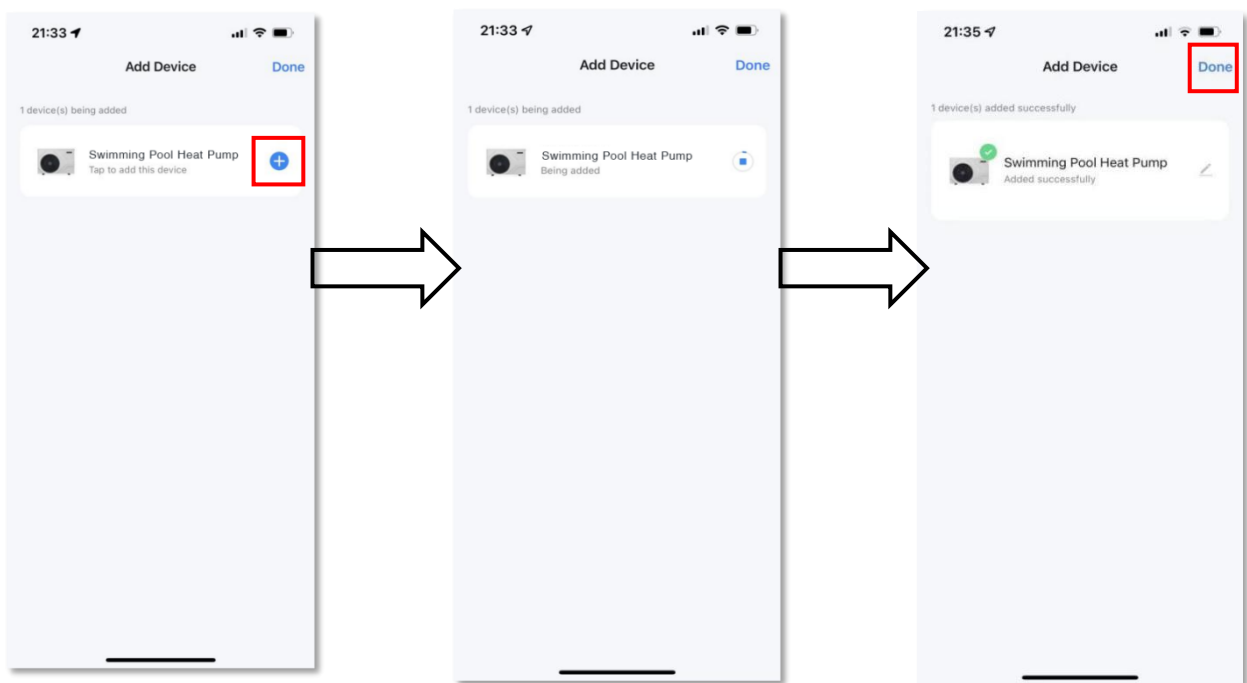 21:33
Add Device
Done
1 device(s) being added
Swimming Pool Heat Pump
Tap to add this device
21:33
Add Device
Done
1 device(s) being added
Swimming Pool Heat Pump
Being added
21:35
Add Device
Done
1 device(s) added successfully
Swimming Pool Heat Pump
Added successfully